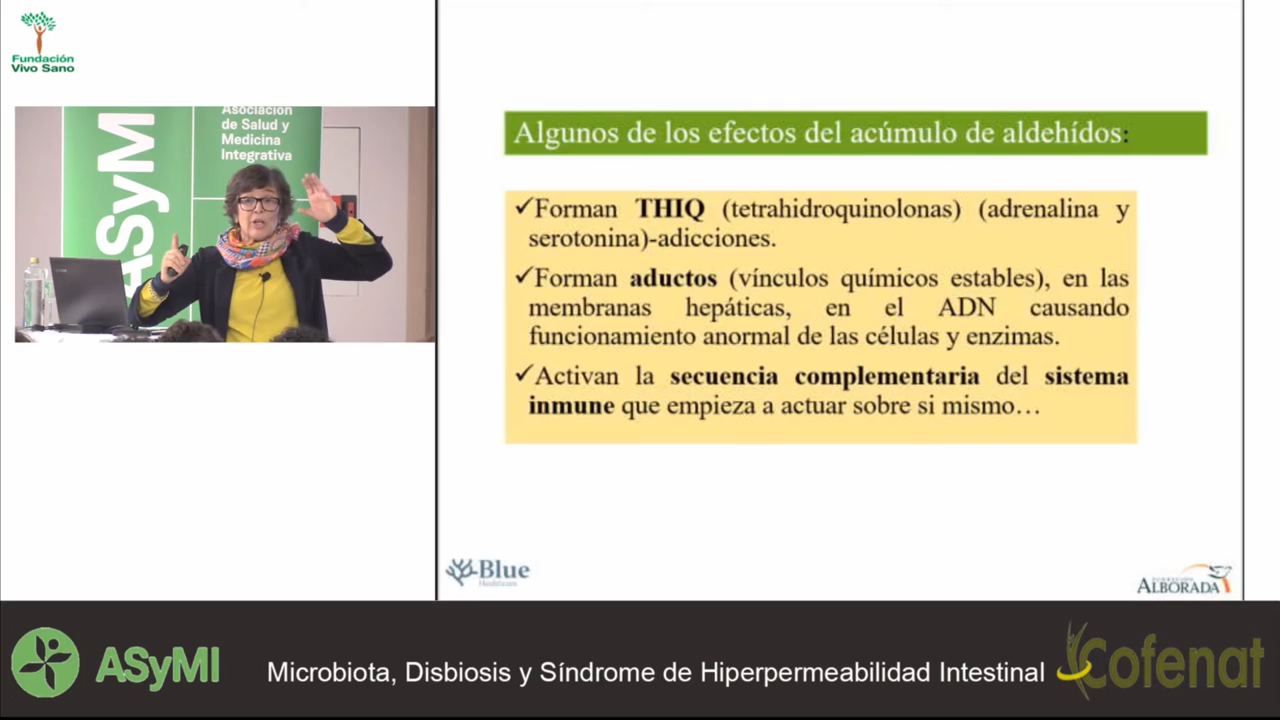 Fundación
Vivo Sano
ASyM
Asociación
de Salud y
Medicina
Integrativa
Algunos de los efectos del acúmulo de aldehídos:
✓Forman THIQ (tetrahidroquinolonas) (adrenalina y
serotonina)-adicciones.
✓Forman aductos (vínculos químicos estables), en las
membranas hepáticas, en el ADN causando
funcionamiento anormal de las células y enzimas.
✓Activan la secuencia complementaria del sistema
inmune que empieza a actuar sobre si mismo…
Blue
Healthcare
FUNDACIÓN
ALBORADA
ASyMI
Microbiota, Disbiosis y Síndrome de Hiperpermeabilidad Intestinal
Cofenat